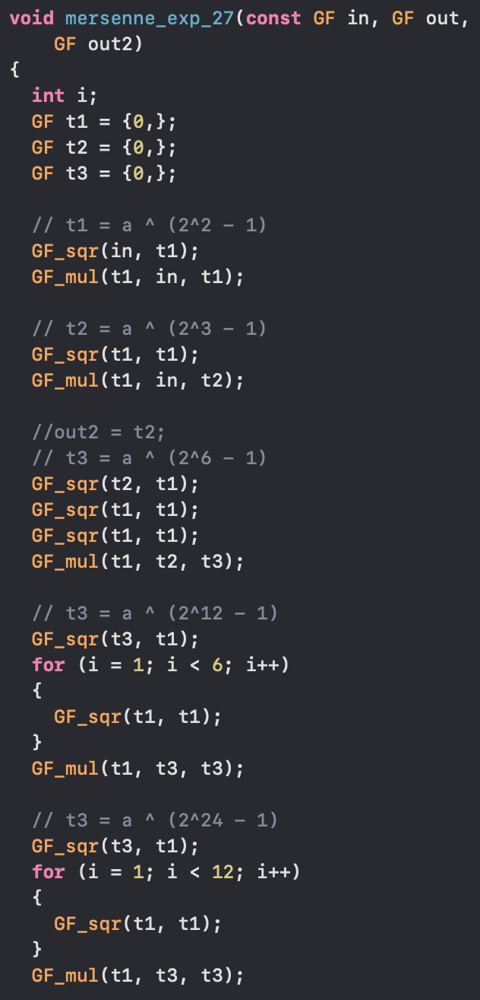 void mersenne_exp_27(const GF in, GF out,
    GF out2)
{
  int i;
  GF t1 = {0,};
  GF t2 = {0,};
  GF t3 = {0,};

  // t1 = a ^ (2^2 - 1)
  GF_sqr(in, t1);
  GF_mul(t1, in, t1);

  // t2 = a ^ (2^3 - 1)
  GF_sqr(t1, t1);
  GF_mul(t1, in, t2);

  //out2 = t2;
  // t3 = a ^ (2^6 - 1)
  GF_sqr(t2, t1);
  GF_sqr(t1, t1);
  GF_sqr(t1, t1);
  GF_mul(t1, t2, t3);

  // t3 = a ^ (2^12 - 1)
  GF_sqr(t3, t1);
  for (i = 1; i < 6; i++)
  {
    GF_sqr(t1, t1);
  }
  GF_mul(t1, t3, t3);

  // t3 = a ^ (2^24 - 1)
  GF_sqr(t3, t1);
  for (i = 1; i < 12; i++)
  {
    GF_sqr(t1, t1);
  }
  GF_mul(t1, t3, t3);